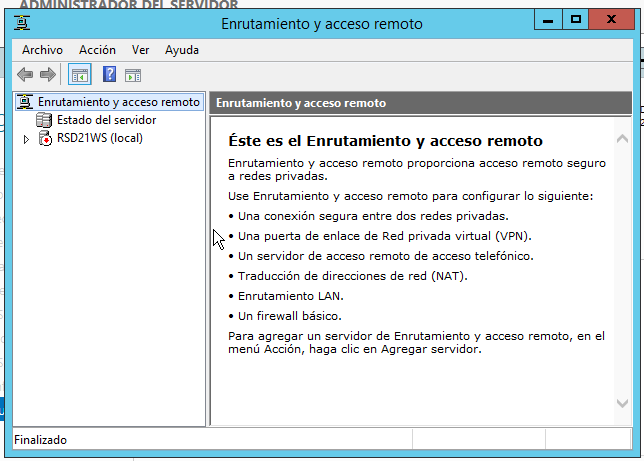 ADMINISTRADOR DEL SERVIDOR
Enrutamiento y acceso remoto
Archivo Acción Ver Ayuda
Enrutamiento y acceso remoto
Estado del servidor
RSD21WS (local)
Enrutamiento y acceso remoto
Éste es el Enrutamiento y acceso remoto
Enrutamiento y acceso remoto proporciona acceso remoto seguro
a redes privadas.
Use Enrutamiento y acceso remoto para configurar lo siguiente:
• Una conexión segura entre dos redes privadas.
• Una puerta de enlace de Red privada virtual (VPN).
• Un servidor de acceso remoto de acceso telefónico.
• Traducción de direcciones de red (NAT).
• Enrutamiento LAN.
• Un firewall básico.
Para agregar un servidor de Enrutamiento y acceso remoto, en el
menú Acción, haga clic en Agregar servidor.
Finalizado